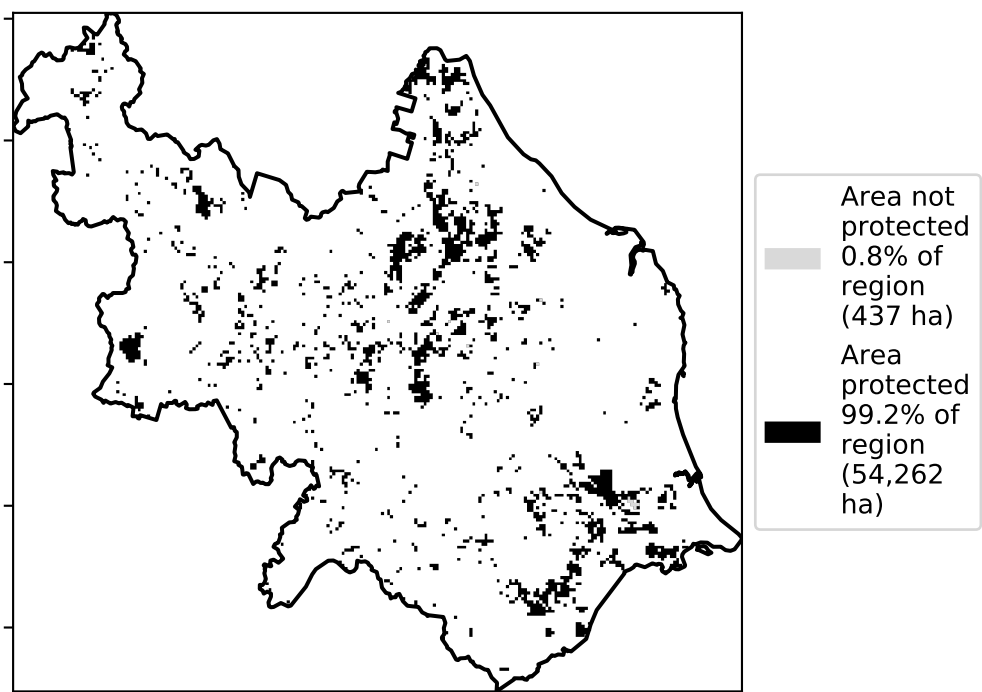 Area not
protected
0.8% of
region
(437 ha)
Area
protected
99.2% of
region
(54,262
ha)